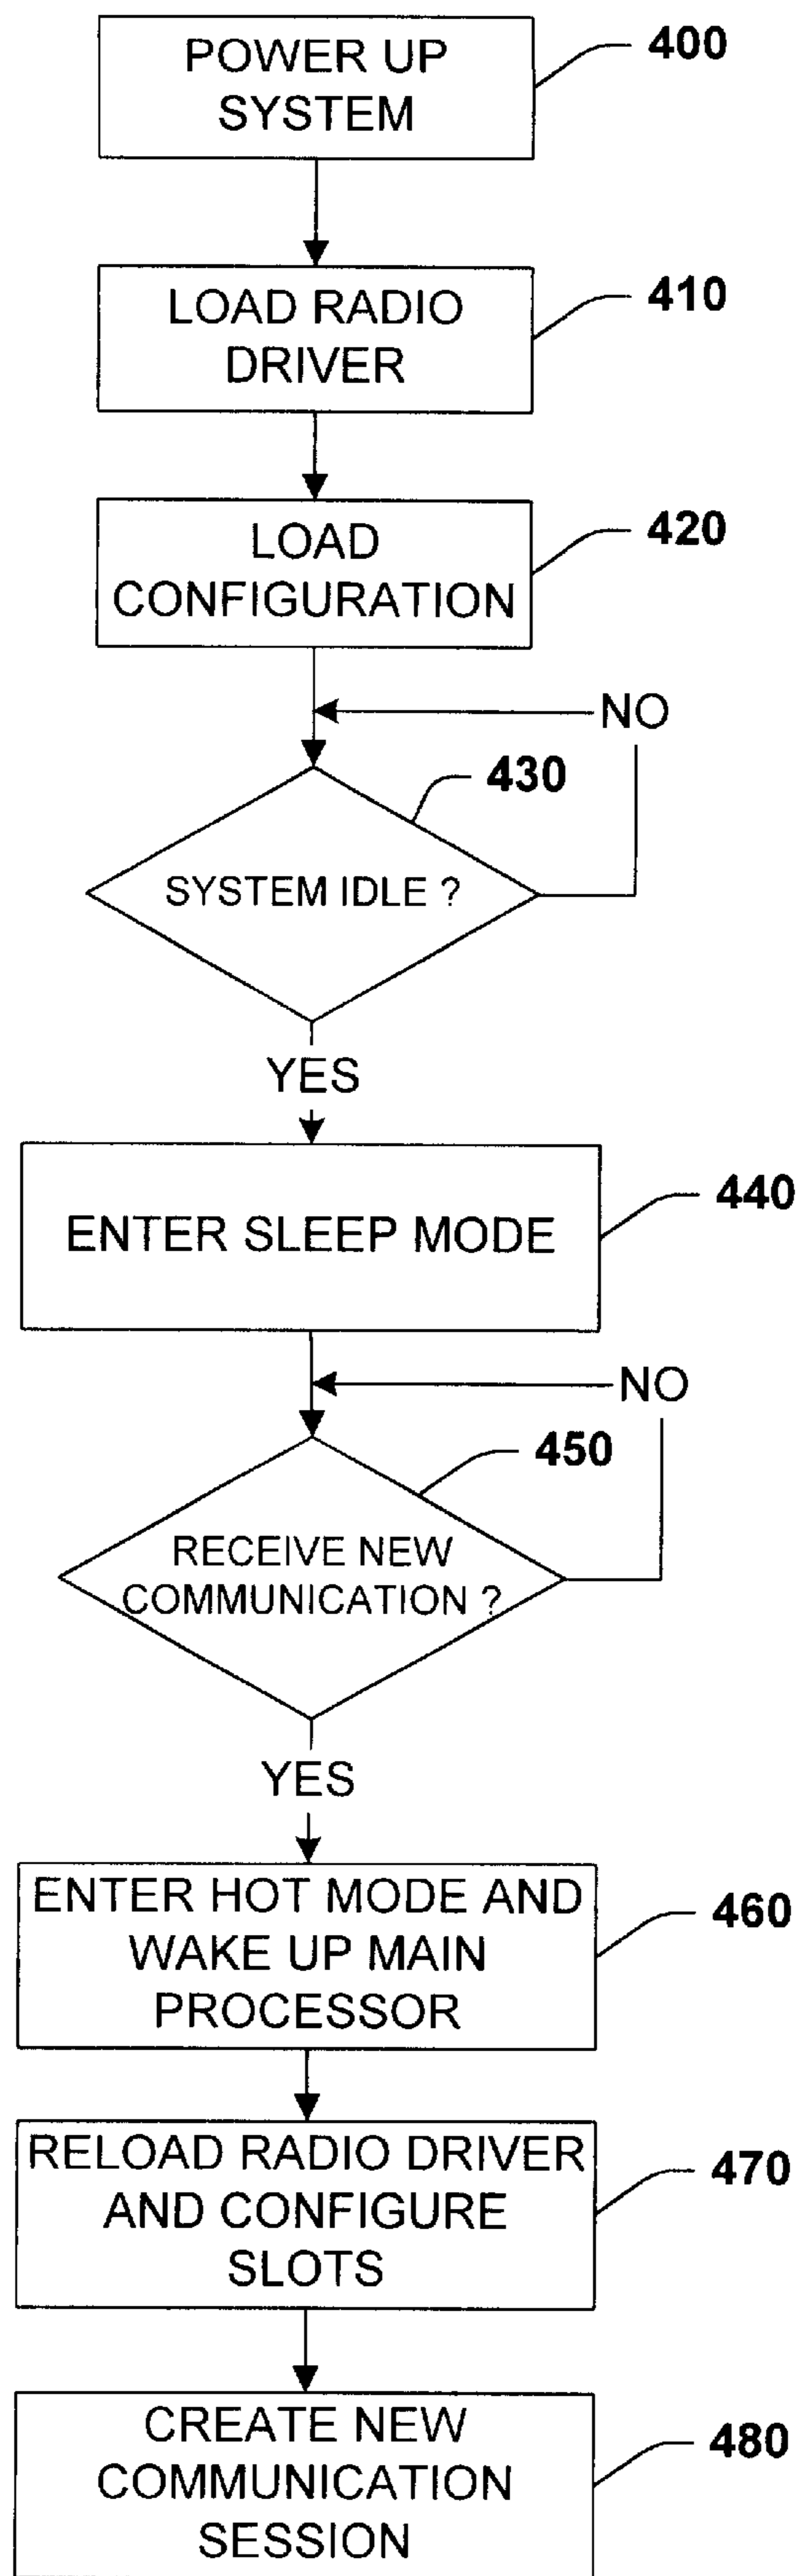 POWER UP
SYSTEM
400
LOAD RADIO
DRIVER
410
LOAD
CONFIGURATION
420
NO
430
SYSTEM IDLE ?
YES
ENTER SLEEP MODE
440
NO
450
RECEIVE NEW
COMMUNICATION ?
YES
ENTER HOT MODE AND
WAKE UP MAIN
PROCESSOR
460
RELOAD RADIO DRIVER
AND CONFIGURE
SLOTS
470
CREATE NEW
COMMUNICATION
SESSION
480